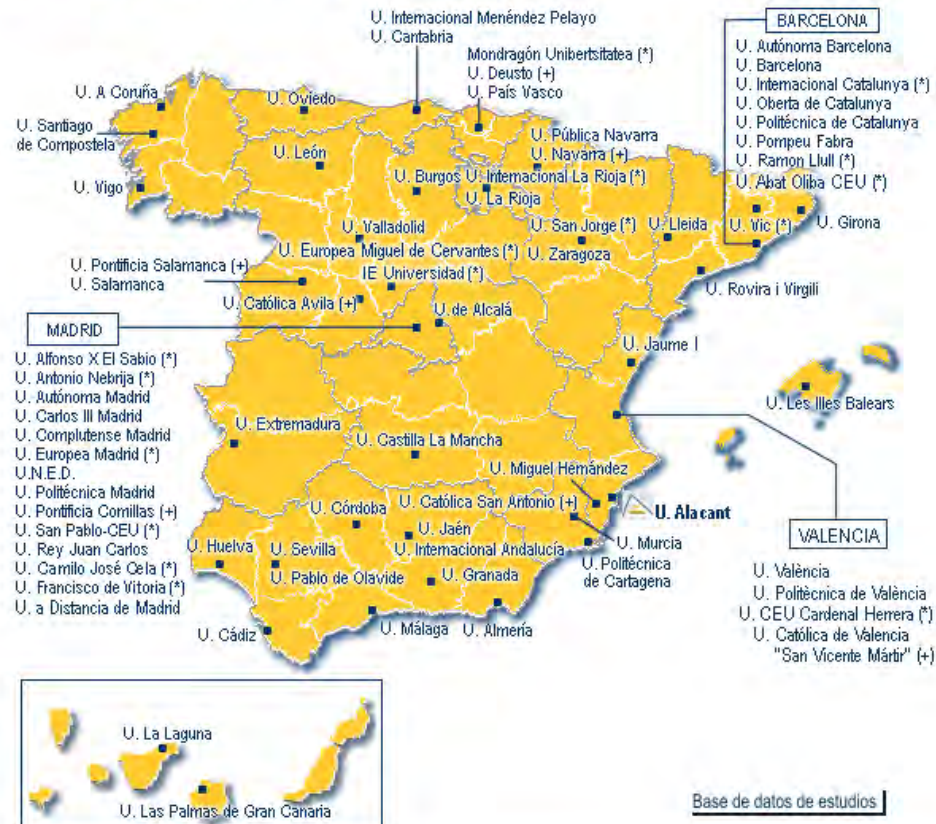 U. Internacional Menéndez Pelayo
U. Cantabria
Mondragón Unibertsitatea (*)
U. Deusto (+)
U. País Vasco
BARCELONA
U. Autónoma Barcelona
U. Barcelona
U. Internacional Catalunya (*)
U. Oberta de Catalunya
U. Politécnica de Catalunya
U. Pompeu Fabra
U. Ramon Llull (*)
U. Abat Oliba CEU (*)
U. A Coruña
U. Oviedo
U. Santiago
de Compostela
U. Pública Navarra
U. Navarra (+)
U. León
U. Vigo
U. Burgos
U. Internacional La Rioja (*)
U. La Rioja
U. Valladolid
U. San Jorge (*)
U. Zaragoza
U. Lleida
U. Vic (*)
U. Girona
U. Europea Miguel de Cervantes (*)
IE Universidad (*)
U. Pontificia Salamanca (+)
U. Salamanca
U. Católica Avila (+)
U. de Alcalá
U. Rovira i Virgili
MADRID
U. Alfonso X El Sabio (*)
U. Antonio Nebrija (*)
U. Autónoma Madrid
U. Carlos III Madrid
U. Complutense Madrid
U. Europea Madrid (*)
U.N.E.D.
U. Politécnica Madrid
U. Pontificia Comillas (+)
U. San Pablo-CEU (*)
U. Rey Juan Carlos
U. Camilo José Cela (*)
U. Francisco de Vitoria (*)
U. a Distancia de Madrid
U. Jaume I
U. Les Illes Balears
U. Extremadura
U. Castilla La Mancha
U. Miguel Hernández
U. Católica San Antonio (+)
U. Alacant
U. Córdoba
U. Jaén
U. Internacional Andalucía
U. Murcia
U. Politécnica
de Cartagena
U. Huelva
U. Sevilla
U. Pablo de Olavide
U. Granada
U. Cádiz
U. Málaga
U. Almería
VALENCIA
U. València
U. Politècnica de València
U. CEU Cardenal Herrera (*)
U. Católica de Valencia
"San Vicente Mártir" (+)
U. La Laguna
U. Las Palmas de Gran Canaria
Base de datos de estudios